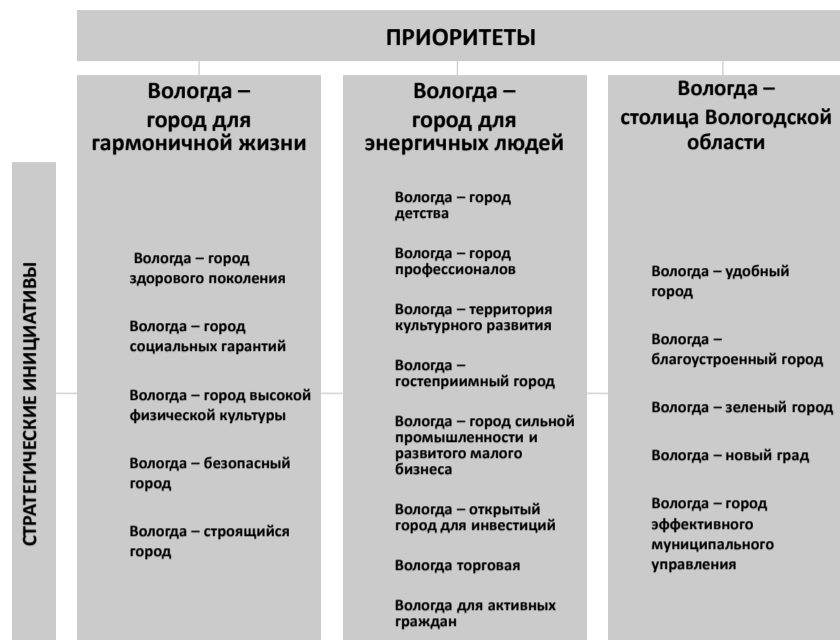 ПРИОРИТЕТЫ
СТРАТЕГИЧЕСКИЕ ИНИЦИАТИВЫ
Вологда –
город для
гармоничной жизни
Вологда – город
здорового поколения
Вологда – город
социальных гарантий
Вологда – город высокой
физической культуры
Вологда – безопасный
город
Вологда – строящийся
город
Вологда –
город для
энергичных людей
Вологда – город
детства
Вологда – город
профессионалов
Вологда – территория
культурного развития
Вологда –
гостеприимный город
Вологда – город сильной
промышленности и
развитого малого
бизнеса
Вологда – открытый
город для инвестиций
Вологда торговая
Вологда для активных
граждан
Вологда –
столица Вологодской
области
Вологда – удобный
город
Вологда –
благоустроенный город
Вологда – зеленый город
Вологда – новый град
Вологда – город
эффективного
муниципального
управления